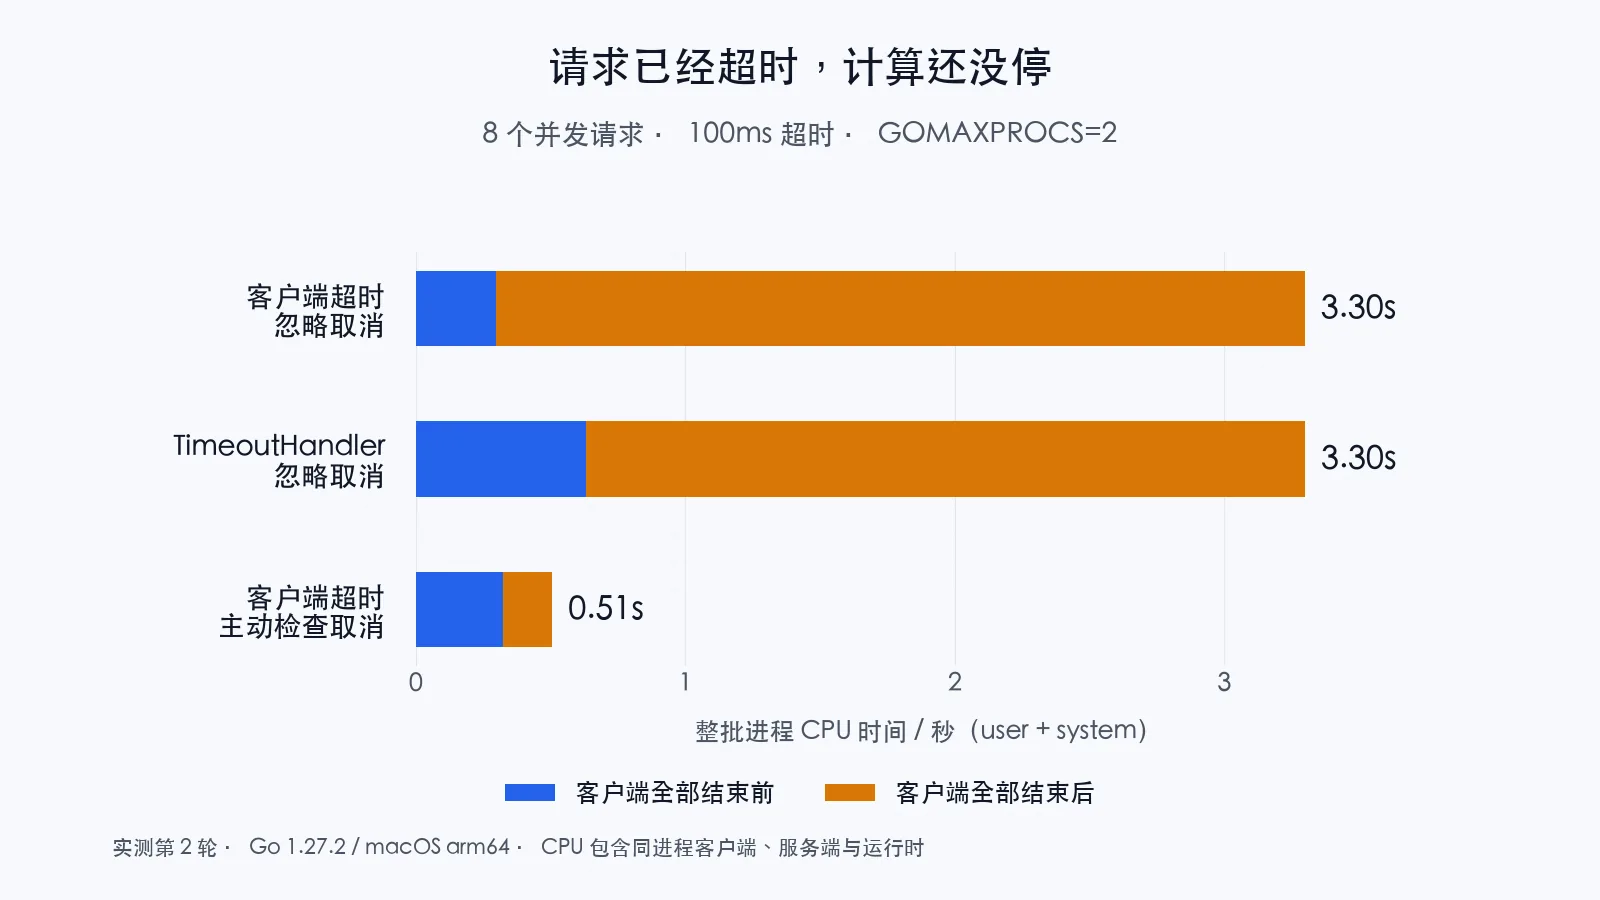 请求已经超时，计算还没停
8 个并发请求 · 100ms 超时 · GOMAXPROCS=2
客户端超时
忽略取消
3.30s
TimeoutHandler
忽略取消
3.30s
客户端超时
主动检查取消
0.51s
0 1 2 3
整批进程 CPU 时间 / 秒（user + system）
客户端全部结束前 客户端全部结束后
实测第 2 轮 · Go 1.27.2 / macOS arm64 · CPU 包含同进程客户端、服务端与运行时